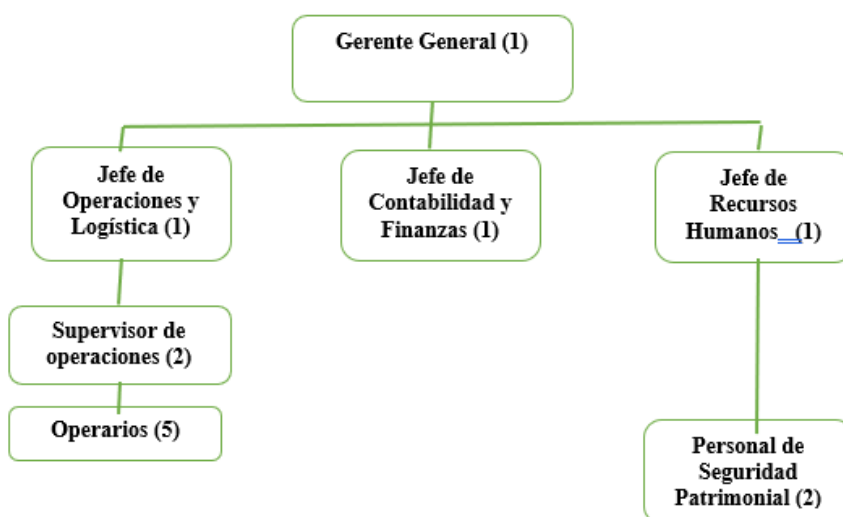 Gerente General (1)
Jefe de
Operaciones y
Logística (1)
Jefe de
Contabilidad y
Finanzas (1)
Jefe de
Recursos
Humanos (1)
Supervisor de
operaciones (2)
Operarios (5)
Personal de
Seguridad
Patrimonial (2)